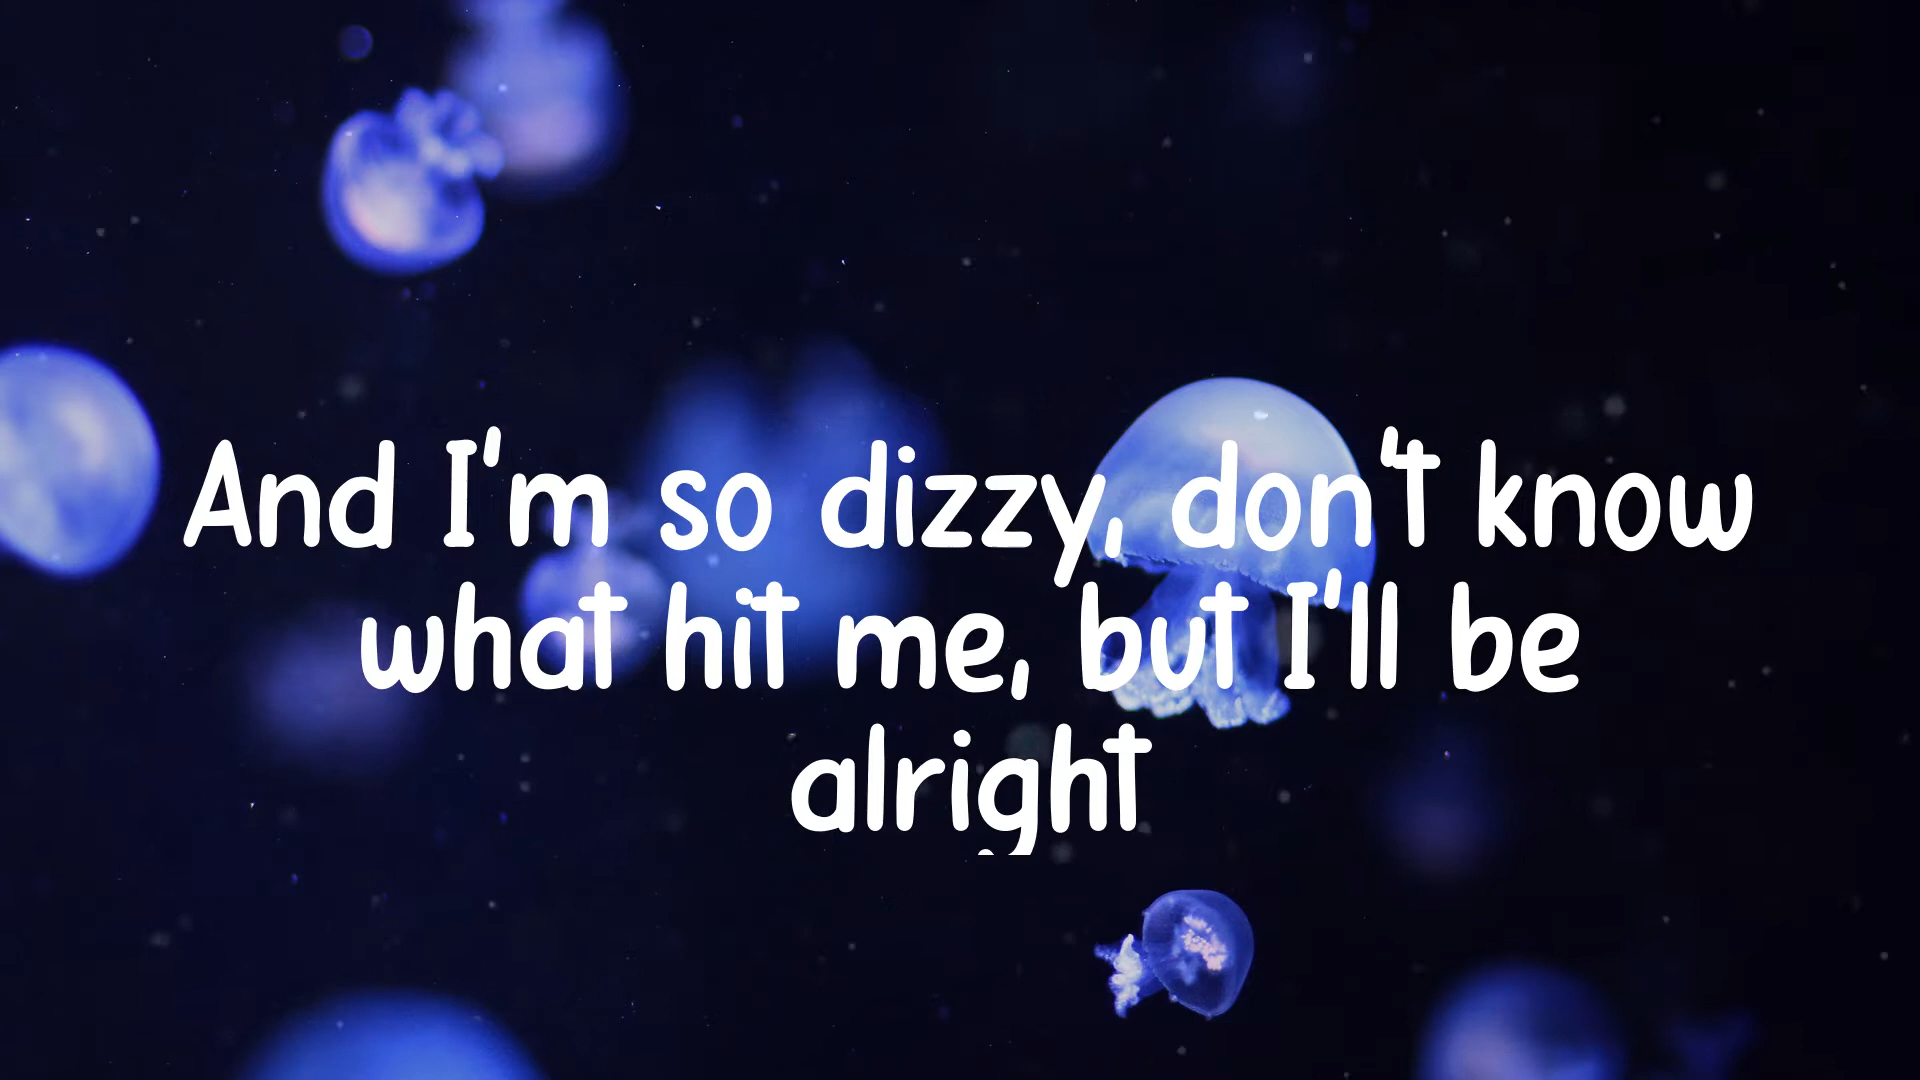 And I'm so dizzy, don't know
what hit me, but I'll be
alright